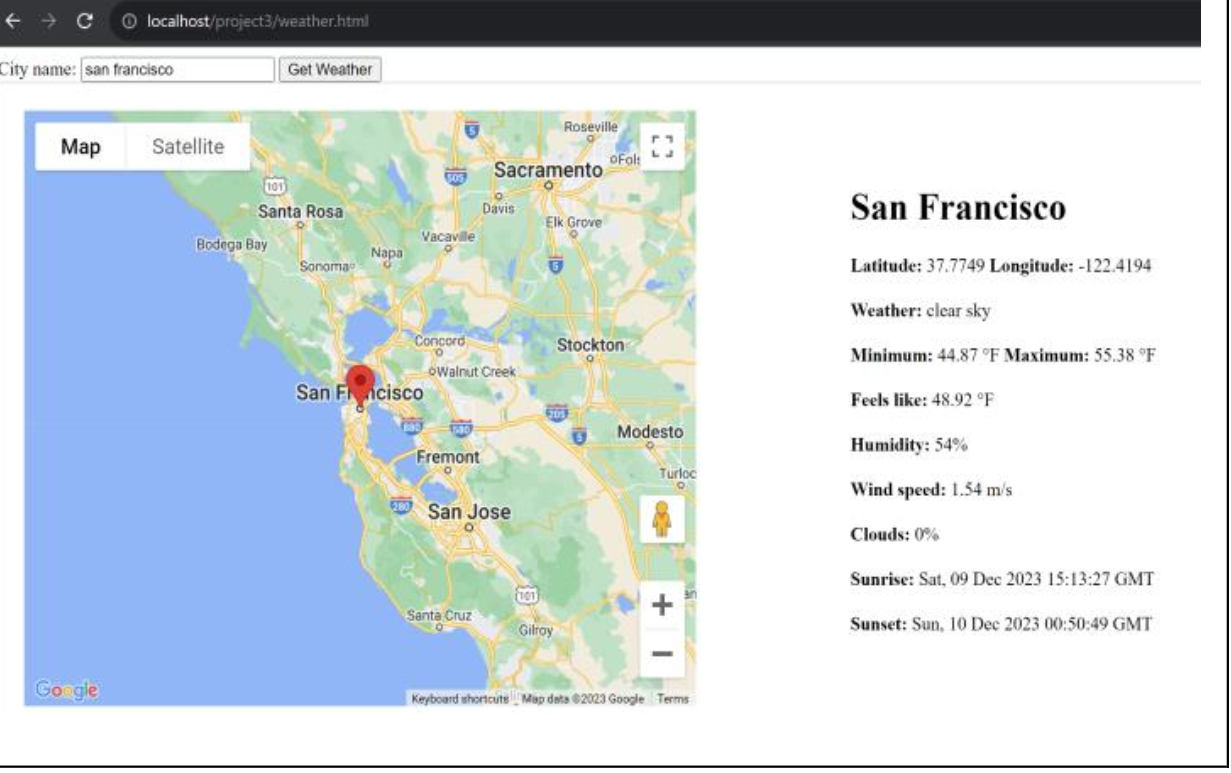 localhost/project3/weather.html
City name: san francisco Get Weather
Map Satellite
Roseville
Sacramento
oFols
5
505
101
Santa Rosa
Davis
Elk Grove
Bodega Bay
Vacaville
Napa
Sonoma
5
Concord
Stockton
Walnut Creek
San Francisco
205
880 580
5
Modesto
Fremont
Turloc
280
San Jose
101
Santa Cruz
Gilroy
Google
Keyboard shortcuts Map data ©2023 Google Terms
San Francisco
Latitude: 37.7749 Longitude: -122.4194
Weather: clear sky
Minimum: 44.87 °F Maximum: 55.38 °F
Feels like: 48.92 °F
Humidity: 54%
Wind speed: 1.54 m/s
Clouds: 0%
Sunrise: Sat, 09 Dec 2023 15:13:27 GMT
Sunset: Sun, 10 Dec 2023 00:50:49 GMT